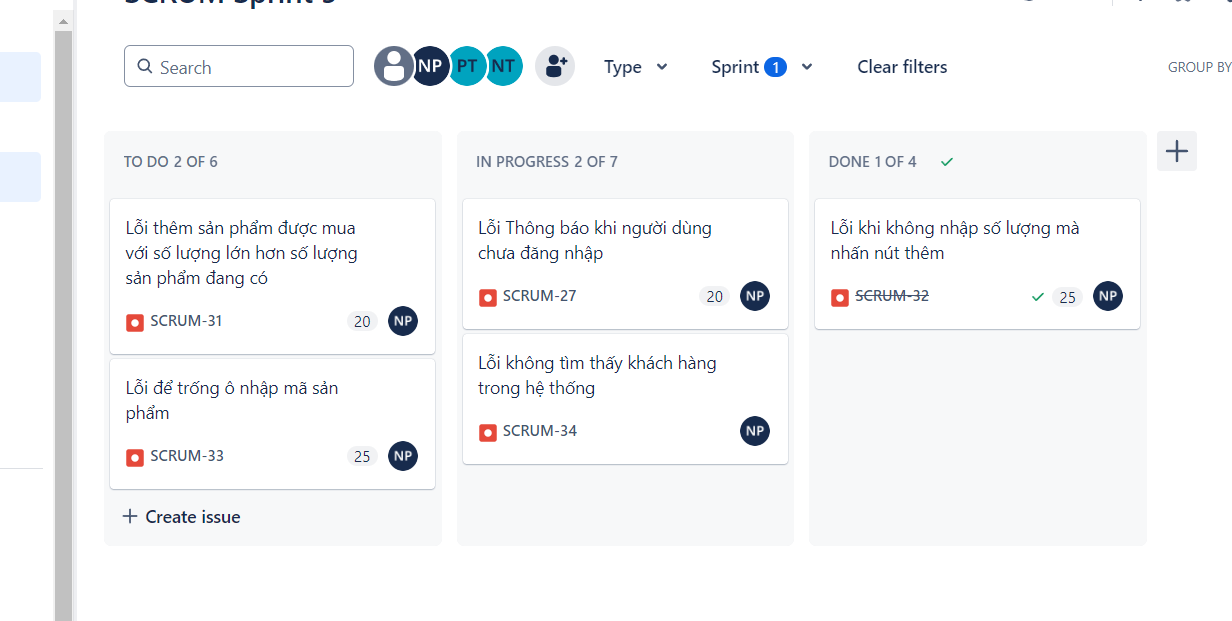 SCRUM Sprint 3
Search
NP PT NT
Type
Sprint 1
Clear filters
GROUP BY
TO DO 2 OF 6
Lỗi thêm sản phẩm được mua
với số lượng lớn hơn số lượng
sản phẩm đang có
SCRUM-31 20 NP
Lỗi để trống ô nhập mã sản
phẩm
SCRUM-33 25 NP
Create issue
IN PROGRESS 2 OF 7
Lỗi Thông báo khi người dùng
chưa đăng nhập
SCRUM-27 20 NP
Lỗi không tìm thấy khách hàng
trong hệ thống
SCRUM-34 NP
DONE 1 OF 4
Lỗi khi không nhập số lượng mà
nhấn nút thêm
SCRUM-32 25 NP